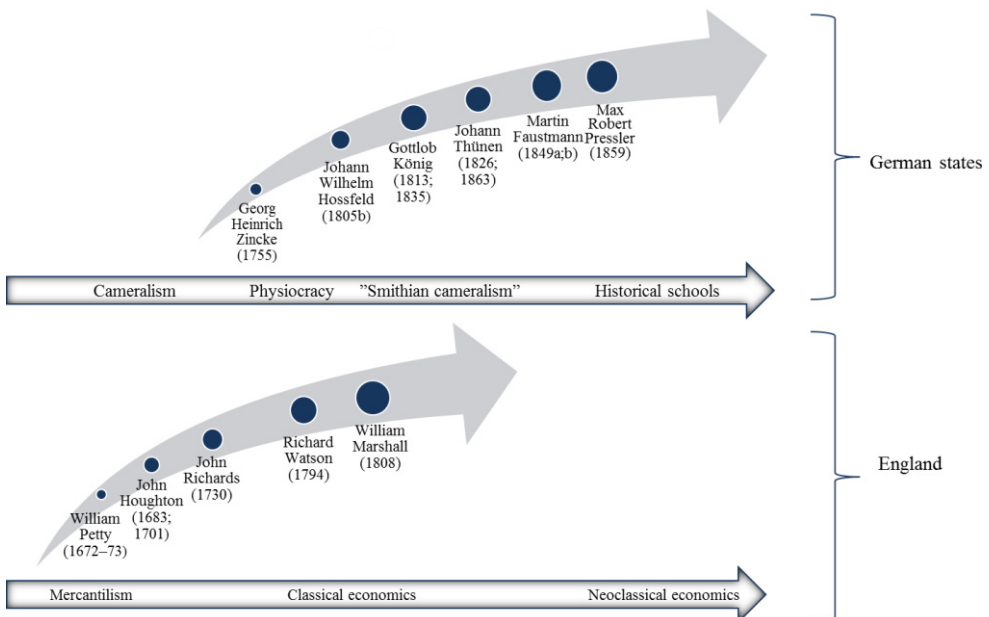 Georg
Heinrich
Zincke
(1755)
Johann
Wilhelm
Hossfeld
(1805b)
Gottlob
König
(1813;
1835)
Johann
Thünen
(1826;
1863)
Martin
Faustmann
(1849a;b)
Max
Robert
Pressler
(1859)
German states
Cameralism
Physiocracy
”Smithian cameralism”
Historical schools
William
Petty
(1672–73)
John
Houghton
(1683;
1701)
John
Richards
(1730)
Richard
Watson
(1794)
William
Marshall
(1808)
England
Mercantilism
Classical economics
Neoclassical economics